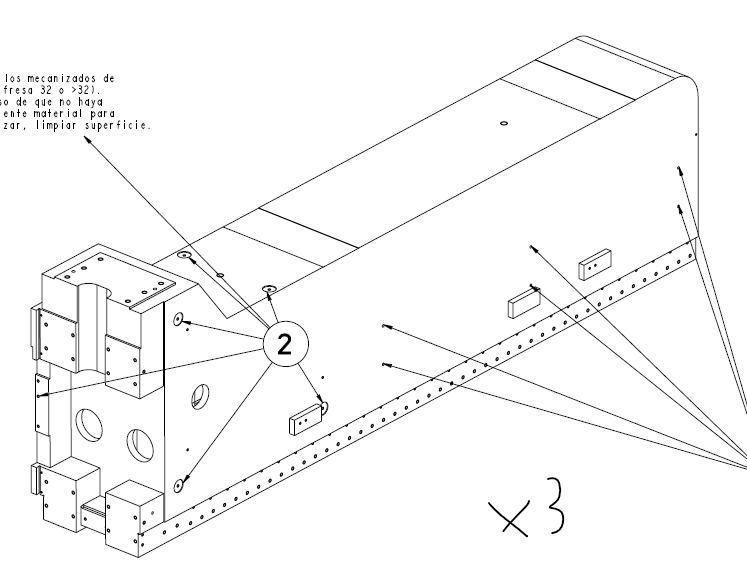 los mecanizados de
fresa 32 o >32).
so de que no haya
ente material para
zar, limpiar superficie.
2
x3